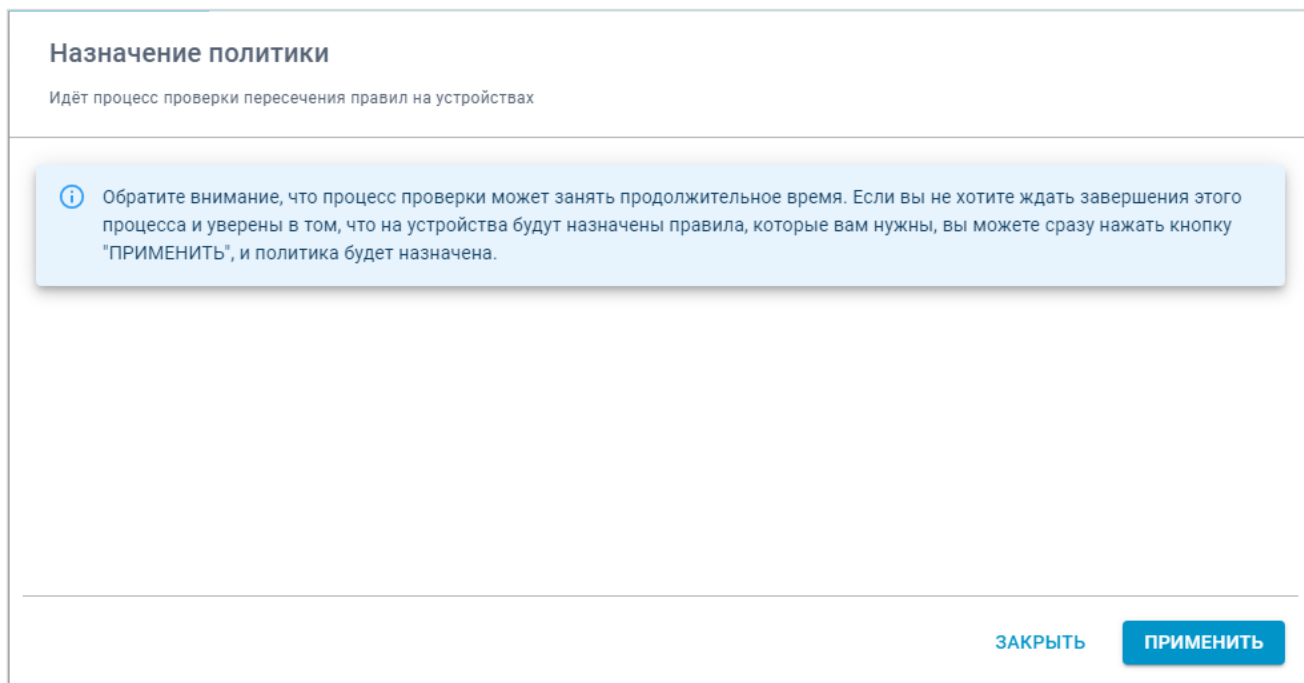 Назначение политики
Идёт процесс проверки пересечения правил на устройствах
Обратите внимание, что процесс проверки может занять продолжительное время. Если вы не хотите ждать завершения этого
процесса и уверены в том, что на устройства будут назначены правила, которые вам нужны, вы можете сразу нажать кнопку
"ПРИМЕНИТЬ", и политика будет назначена.
ЗАКРЫТЬ ПРИМЕНИТЬ